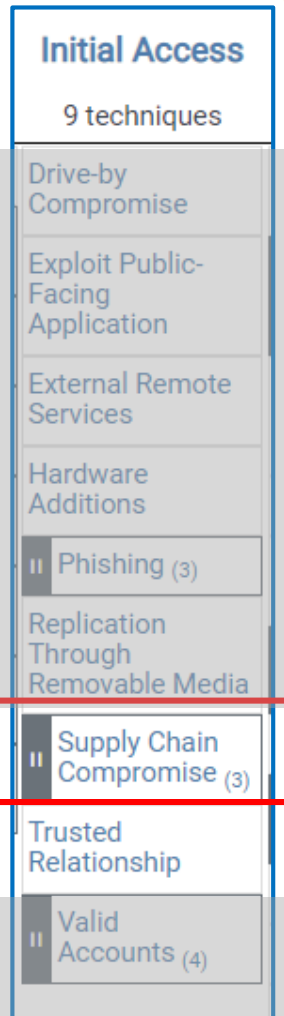 Initial Access
9 techniques
Drive-by
Compromise
Exploit Public-
Facing
Application
External Remote
Services
Hardware
Additions
Phishing (3)
Replication
Through
Removable Media
Supply Chain
Compromise (3)
Trusted
Relationship
Valid
Accounts (4)